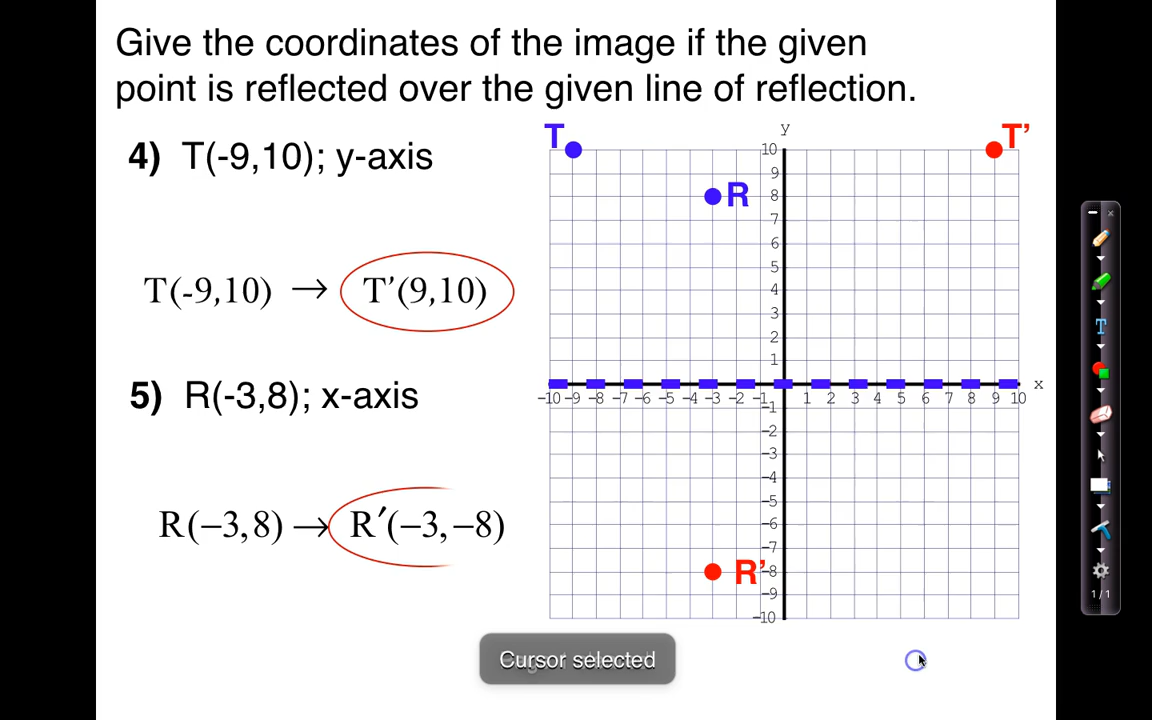 Give the coordinates of the image if the given
point is reflected over the given line of reflection.
4) T(-9,10); y-axis
T(-9,10) → T’(9,10)
5) R(-3,8); x-axis
R(−3,8) → R′(−3,−8)
y
T
T’
R
R’
x
10
9
8
7
6
5
4
3
2
1
−10 −9 −8 −7 −6 −5 −4 −3 −2 −1 1 2 3 4 5 6 7 8 9 10
−1
−2
−3
−4
−5
−6
−7
−8
−9
−10
T
1/1
Cursor selected